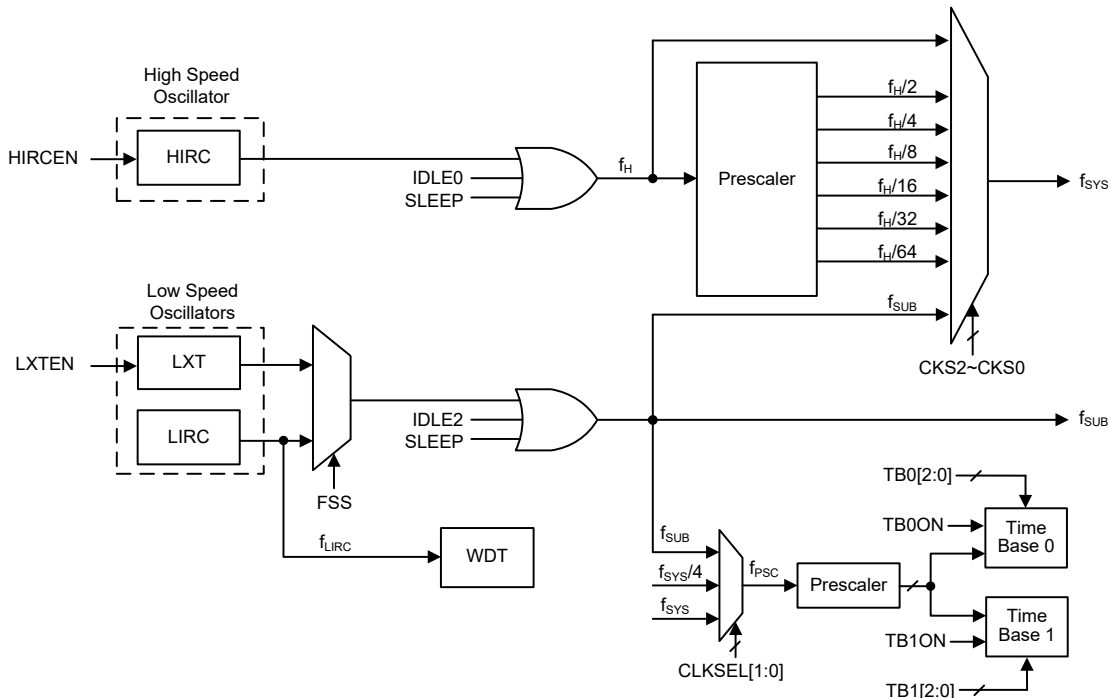 High Speed
Oscillator
HIRCEN
HIRC
IDLE0
SLEEP
fH
Prescaler
fH/2
fH/4
fH/8
fH/16
fH/32
fH/64
fSUB
CKS2~CKS0
fSYS
Low Speed
Oscillators
LXTEN
LXT
LIRC
FSS
IDLE2
SLEEP
fSUB
fLIRC
WDT
fSUB
fSYS/4
fSYS
CLKSEL[1:0]
fPSC
Prescaler
TB0[2:0]
TB0ON
Time
Base 0
Time
Base 1
TB1ON
TB1[2:0]